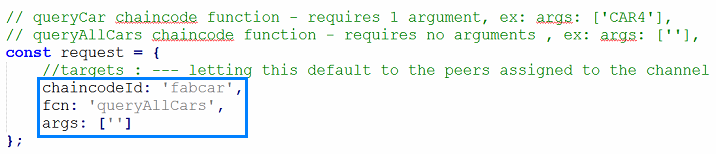 // queryCar chaincode function - requires 1 argument, ex: args: ['CAR4'],
// queryAllCars chaincode function - requires no arguments , ex: args: [''],
const request = {
//targets : --- letting this default to the peers assigned to the channel
chaincodeId: 'fabcar',
fcn: 'queryAllCars',
args: ['']
};